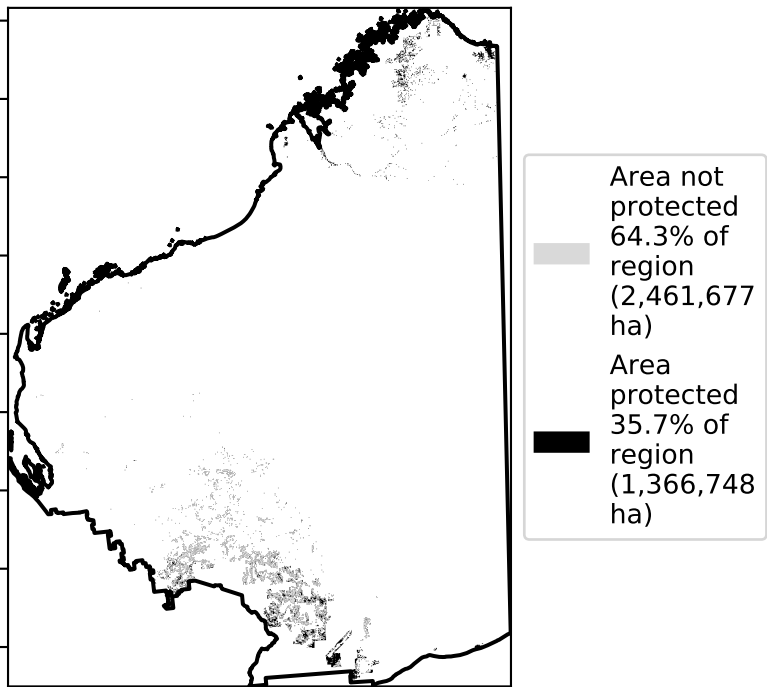 Area not
protected
64.3% of
region
(2,461,677
ha)
Area
protected
35.7% of
region
(1,366,748
ha)